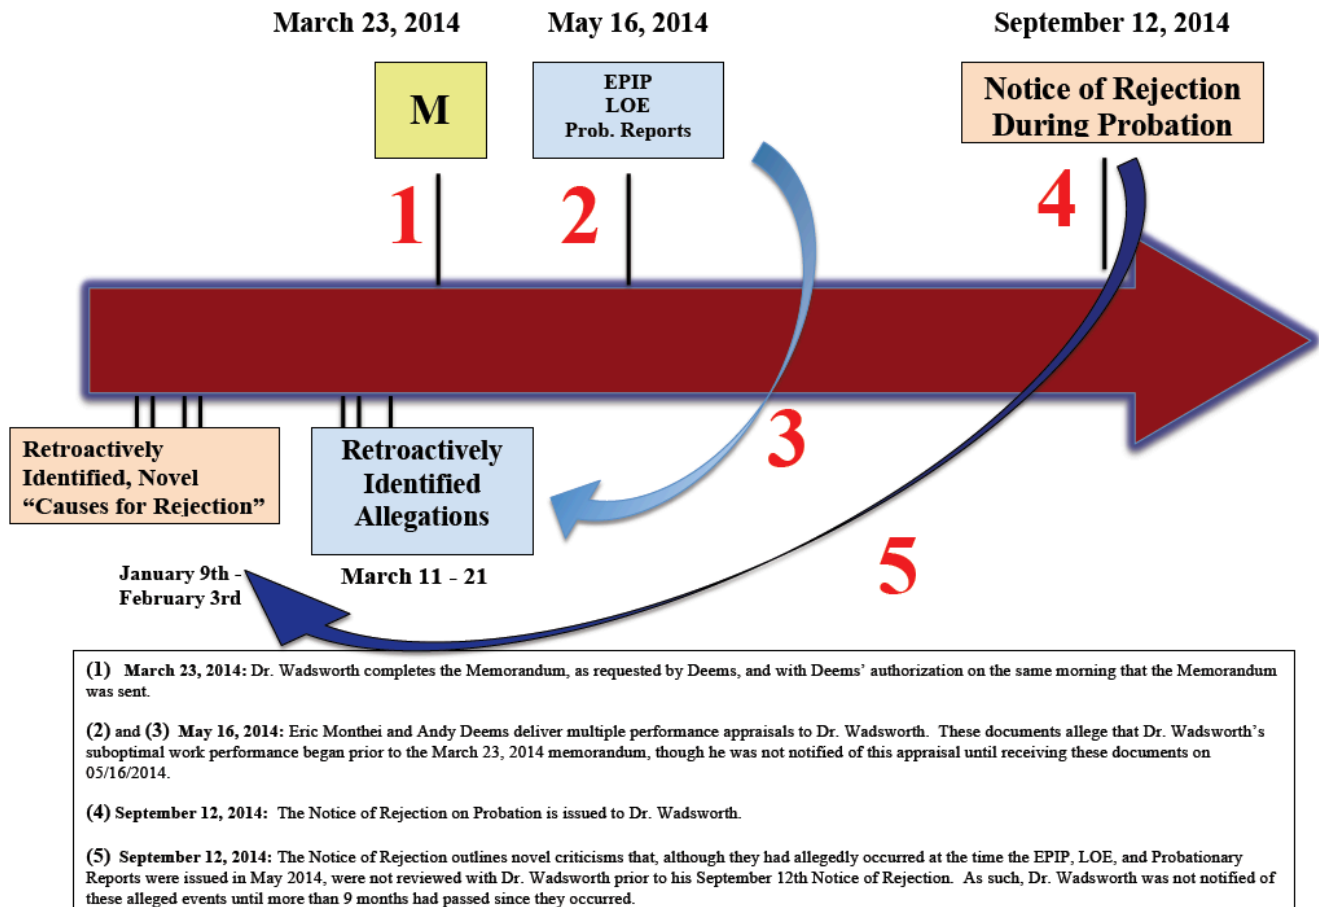 March 23, 2014
May 16, 2014
September 12, 2014
M
EPIP
LOE
Prob. Reports
Notice of Rejection
During Probation
1
2
4
3
5
Retroactively
Identified, Novel
“Causes for Rejection”
Retroactively
Identified
Allegations
January 9th -
February 3rd
March 11 - 21
(1) March 23, 2014: Dr. Wadsworth completes the Memorandum, as requested by Deems, and with Deems’ authorization on the same morning that the Memorandum
was sent.
(2) and (3) May 16, 2014: Eric Monthei and Andy Deems deliver multiple performance appraisals to Dr. Wadsworth. These documents allege that Dr. Wadsworth’s
suboptimal work performance began prior to the March 23, 2014 memorandum, though he was not notified of this appraisal until receiving these documents on
05/16/2014.
(4) September 12, 2014: The Notice of Rejection on Probation is issued to Dr. Wadsworth.
(5) September 12, 2014: The Notice of Rejection outlines novel criticisms that, although they had allegedly occurred at the time the EPIP, LOE, and Probationary
Reports were issued in May 2014, were not reviewed with Dr. Wadsworth prior to his September 12th Notice of Rejection. As such, Dr. Wadsworth was not notified of
these alleged events until more than 9 months had passed since they occurred.